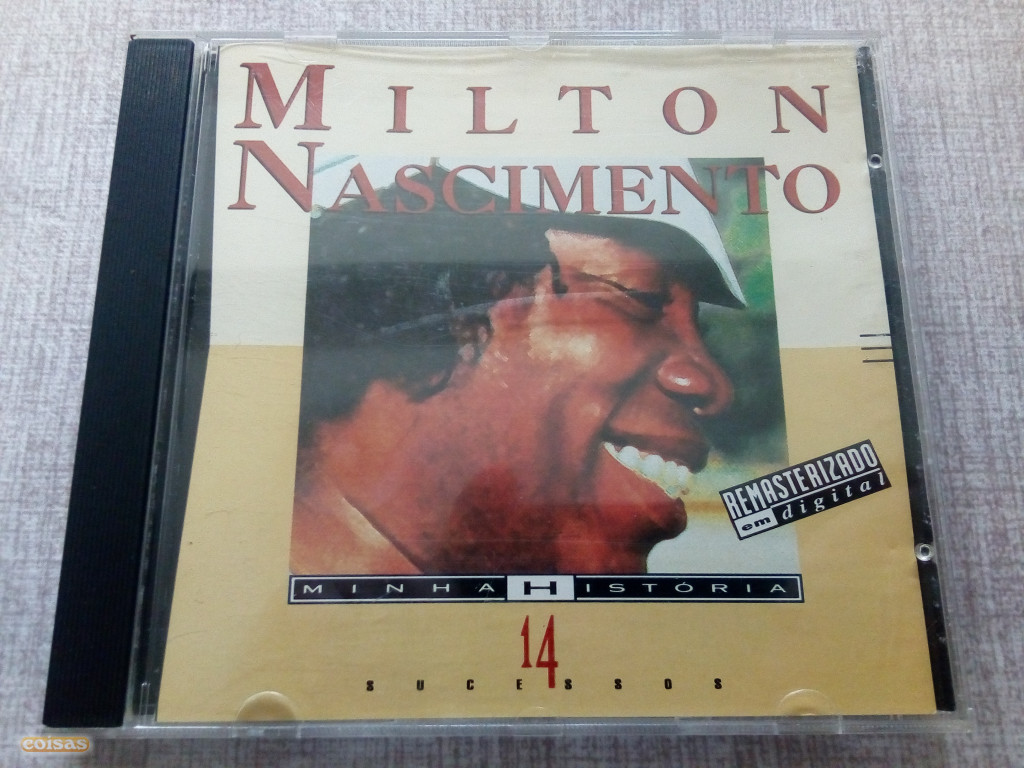 MILTON
NASCIMENTO
REMASTERIZADO
em digital
MINHA HISTÓRIA
14
SUCESSOS
coisas